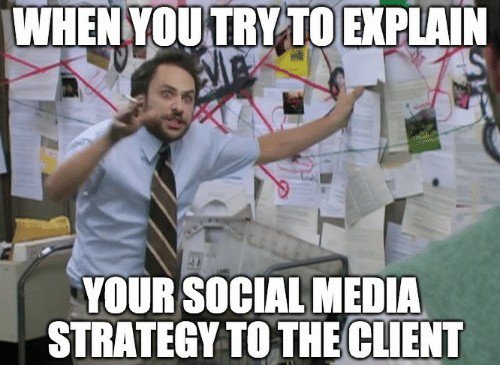 WHEN YOU TRY TO EXPLAIN
YOUR SOCIAL MEDIA
STRATEGY TO THE CLIENT